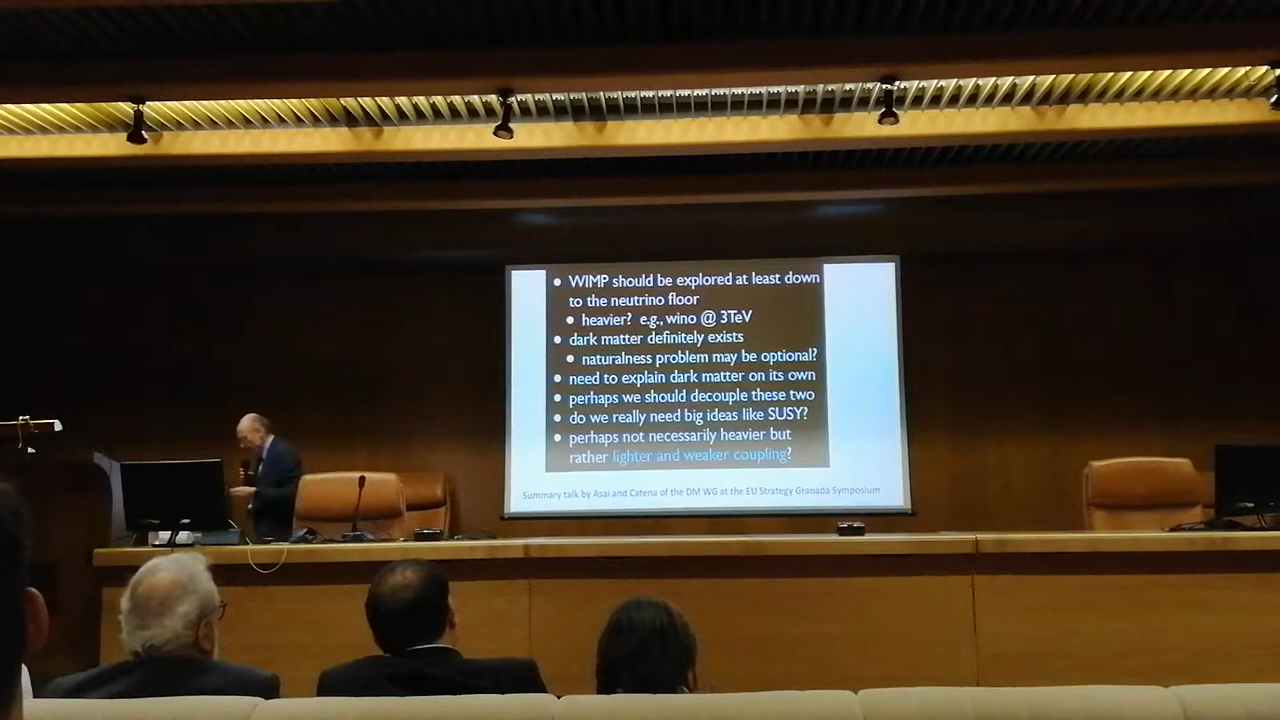 • WIMP should be explored at least down
to the neutrino floor
• heavier? e.g., wino @ 3TeV
• dark matter definitely exists
• naturalness problem may be optional?
• need to explain dark matter on its own
• perhaps we should decouple these two
• do we really need big ideas like SUSY?
• perhaps not necessarily heavier but
rather lighter and weaker coupling?
Summary talk by Asai and Catena of the DM WG at the EU Strategy Granada Symposium